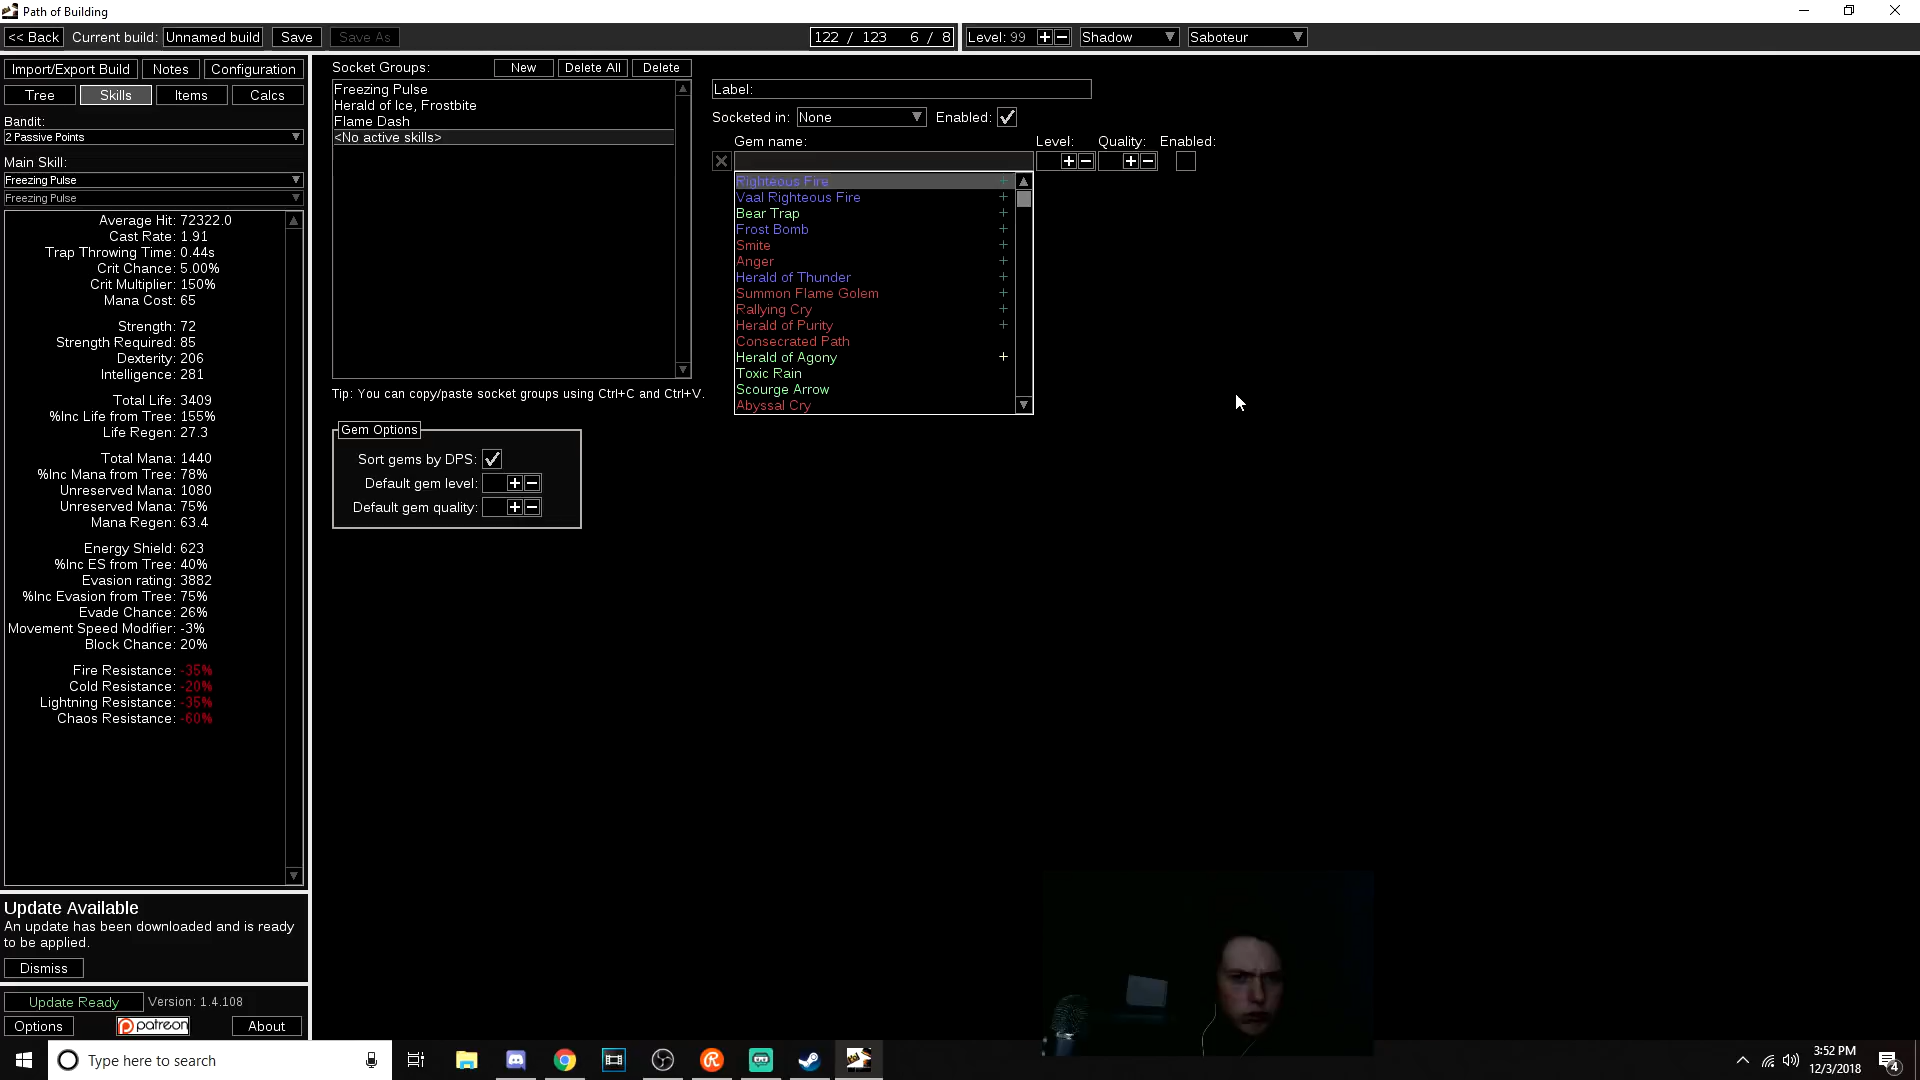 Path of Building
<< Back Current build: Unnamed build Save Save As 122 / 123 6 / 8 Level: 99 + − Shadow Saboteur
Import/Export Build Notes Configuration
Tree Skills Items Calcs
Bandit:
2 Passive Points
Main Skill:
Freezing Pulse
Freezing Pulse
Average Hit: 72322.0
Cast Rate: 1.91
Trap Throwing Time: 0.44s
Crit Chance: 5.00%
Crit Multiplier: 150%
Mana Cost: 65
Strength: 72
Strength Required: 85
Dexterity: 206
Intelligence: 281
Total Life: 3409
%Inc Life from Tree: 155%
Life Regen: 27.3
Total Mana: 1440
%Inc Mana from Tree: 78%
Unreserved Mana: 1080
Unreserved Mana: 75%
Mana Regen: 63.4
Energy Shield: 623
%Inc ES from Tree: 40%
Evasion rating: 3882
%Inc Evasion from Tree: 75%
Evade Chance: 26%
Movement Speed Modifier: -3%
Block Chance: 20%
Fire Resistance: -35%
Cold Resistance: -20%
Lightning Resistance: -35%
Chaos Resistance: -60%
Update Available
An update has been downloaded and is ready
to be applied.
Dismiss
Update Ready Version: 1.4.108
Options patreon About
Socket Groups: New Delete All Delete
Freezing Pulse
Herald of Ice, Frostbite
Flame Dash
<No active skills>
Tip: You can copy/paste socket groups using Ctrl+C and Ctrl+V.
Gem Options
Sort gems by DPS:
Default gem level: + −
Default gem quality: + −
Label:
Socketed in: None Enabled:
Gem name: Level: Quality: Enabled:
Righteous Fire +
Vaal Righteous Fire +
Bear Trap +
Frost Bomb +
Smite +
Anger +
Herald of Thunder +
Summon Flame Golem +
Rallying Cry +
Herald of Purity +
Consecrated Path
Herald of Agony +
Toxic Rain
Scourge Arrow
Abyssal Cry
Type here to search
3:52 PM
12/3/2018
4